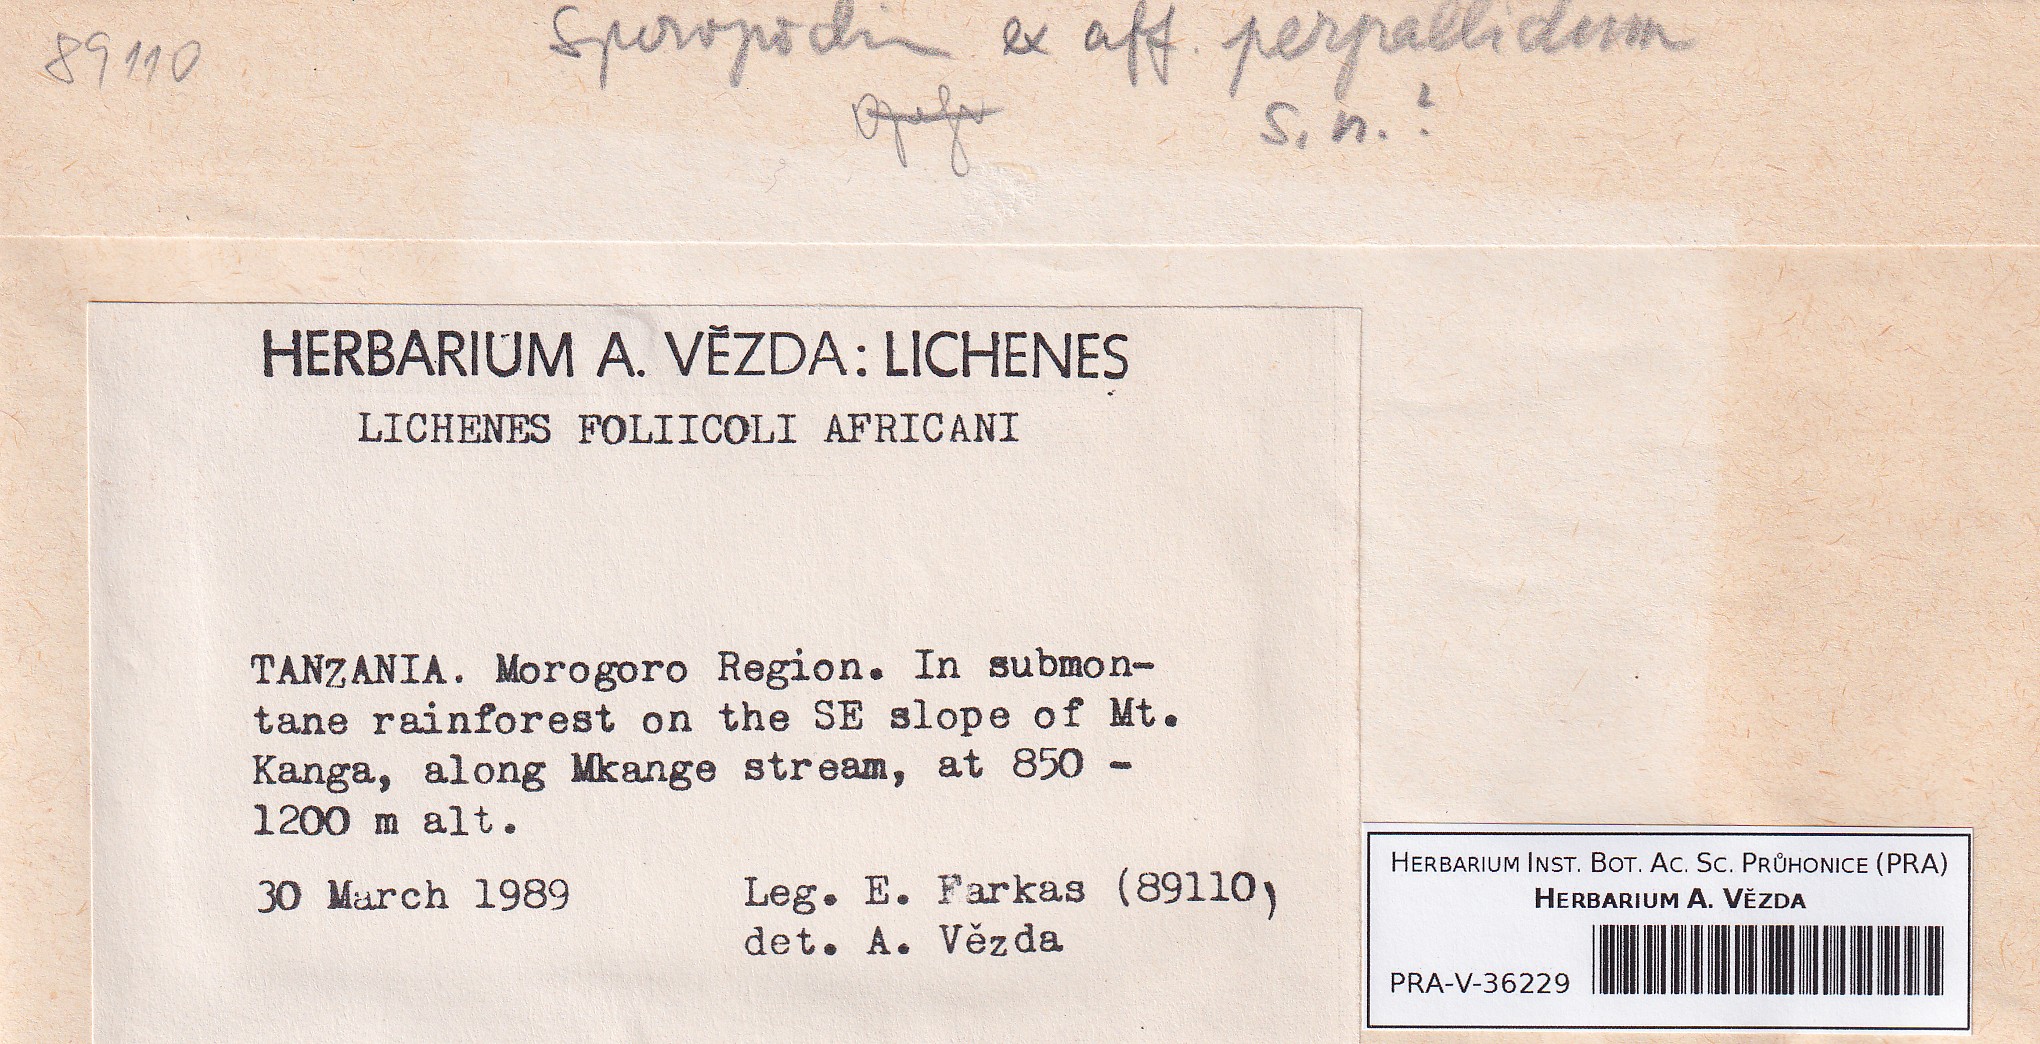 89110
Sporopodium ex aff. perpallidum
s. n. ?
HERBARIUM A. VĚZDA: LICHENES
LICHENES FOLIICOLI AFRICANI
TANZANIA. Morogoro Region. In submon-
tane rainforest on the SE slope of Mt.
Kanga, along Mkange stream, at 850 -
1200 m alt.
30 March 1989 Leg. E. Farkas (89110)
det. A. Vězda
HERBARIUM INST. BOT. AC. SC. PRŮHONICE (PRA)
HERBARIUM A. VĚZDA
PRA-V-36229